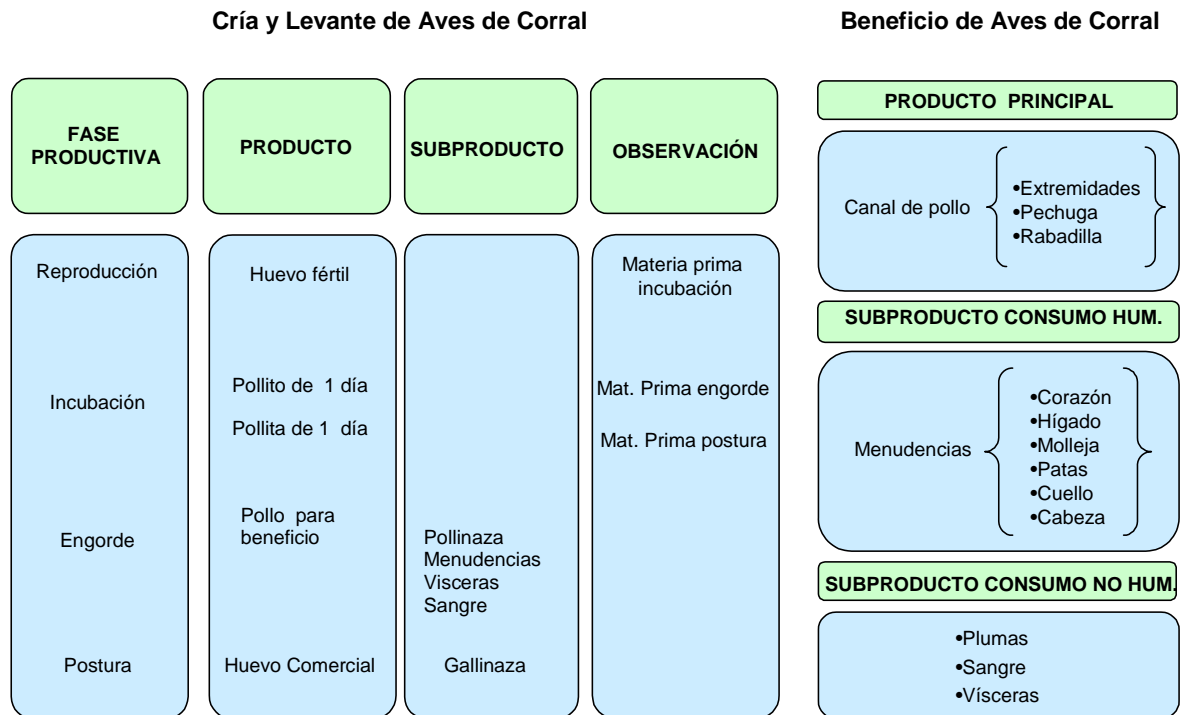 Cría y Levante de Aves de Corral
Beneficio de Aves de Corral
FASE
PRODUCTIVA
PRODUCTO
SUBPRODUCTO
OBSERVACIÓN
Reproducción
Huevo fértil
Materia prima
incubación
Incubación
Pollito de 1 día
Mat. Prima engorde
Pollita de 1 día
Mat. Prima postura
Engorde
Pollo para
beneficio
Pollinaza
Menudencias
Visceras
Sangre
Postura
Huevo Comercial
Gallinaza
PRODUCTO PRINCIPAL
Canal de pollo
•Extremidades
•Pechuga
•Rabadilla
SUBPRODUCTO CONSUMO HUM.
Menudencias
•Corazón
•Hígado
•Molleja
•Patas
•Cuello
•Cabeza
SUBPRODUCTO CONSUMO NO HUM.
•Plumas
•Sangre
•Vísceras